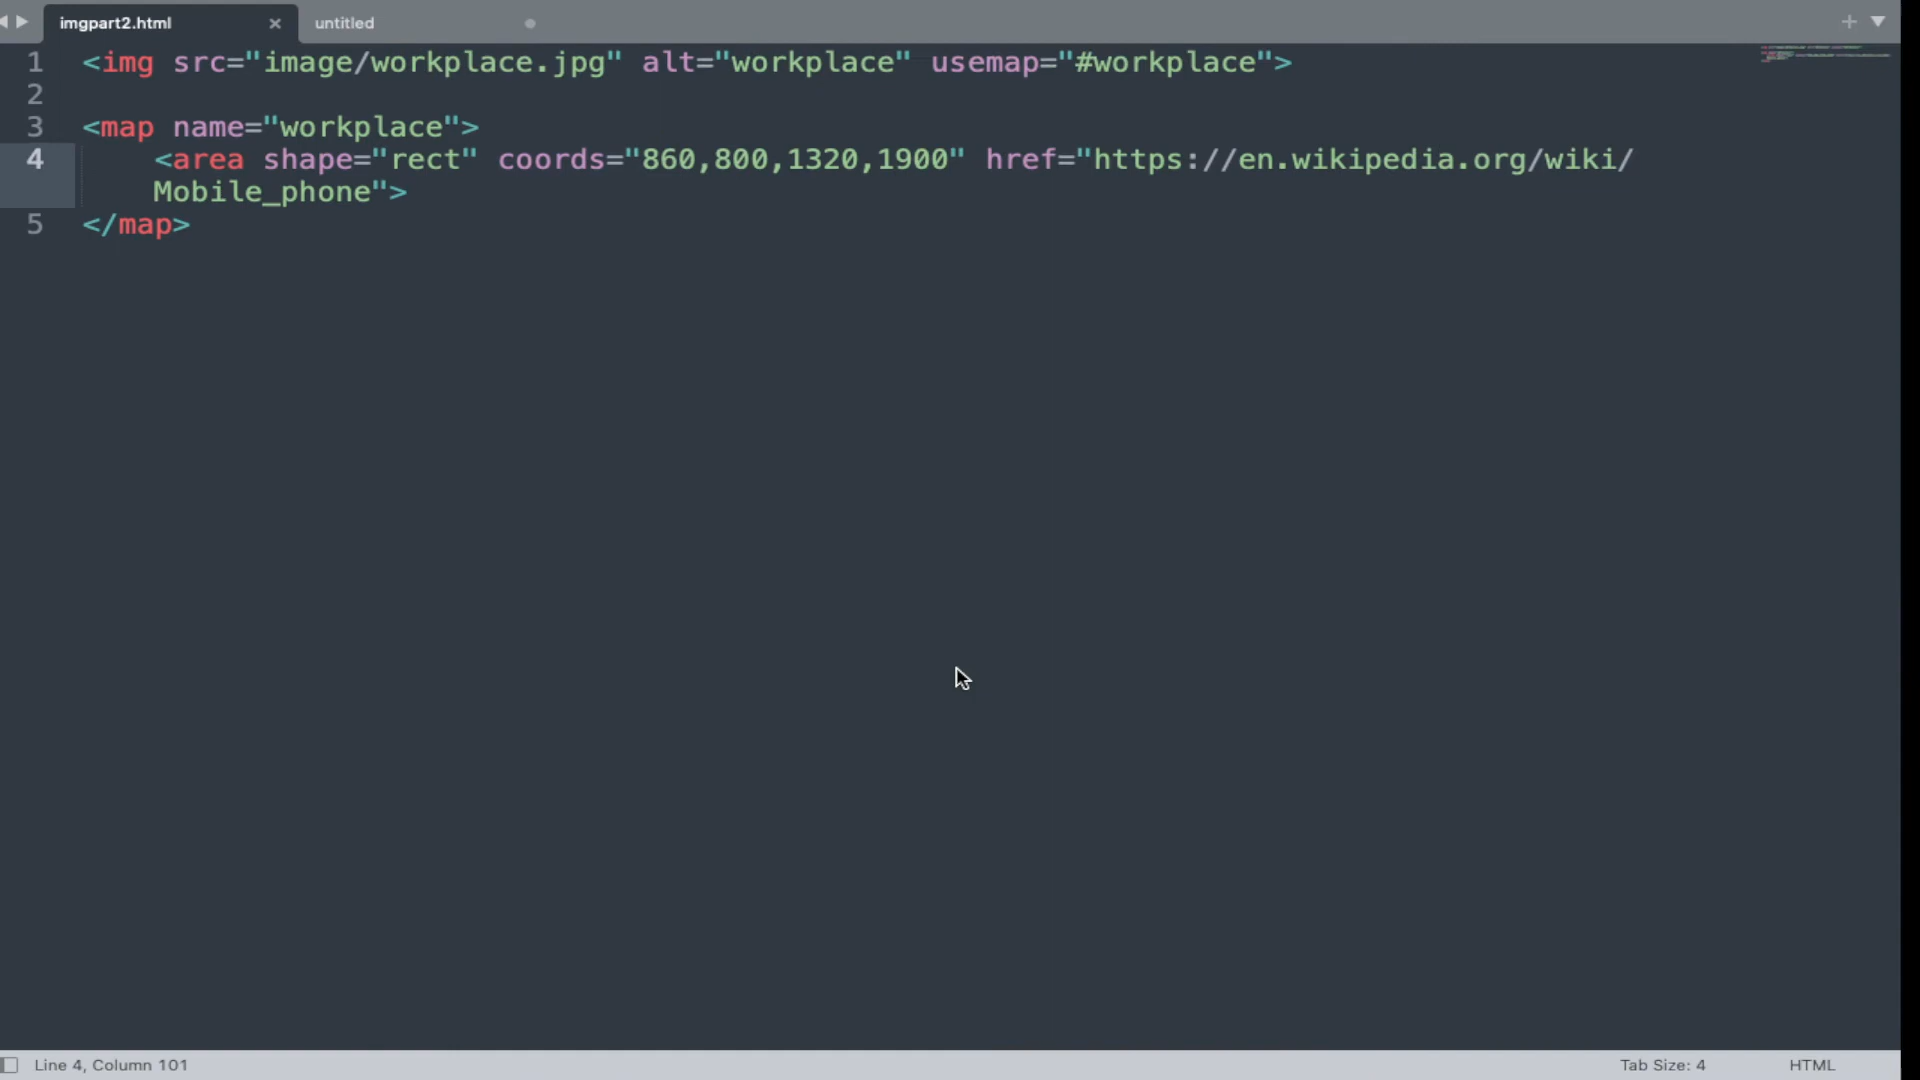 imgpart2.html × untitled
1 <img src="image/workplace.jpg" alt="workplace" usemap="#workplace">
2
3 <map name="workplace">
4 <area shape="rect" coords="860,800,1320,1900" href="https://en.wikipedia.org/wiki/
Mobile_phone">
5 </map>
Line 4, Column 101 Tab Size: 4 HTML